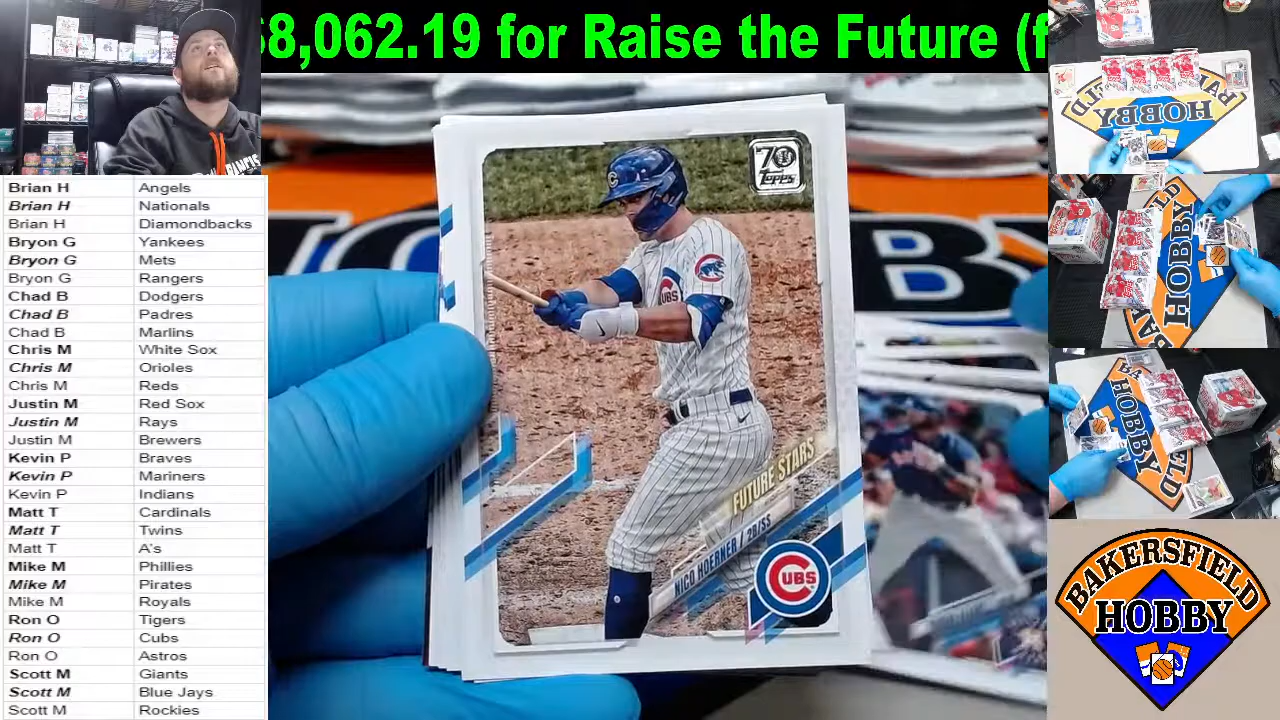 $8,062.19 for Raise the Future (f
Brian H Angels
Brian H Nationals
Brian H Diamondbacks
Bryon G Yankees
Bryon G Mets
Bryon G Rangers
Chad B Dodgers
Chad B Padres
Chad B Marlins
Chris M White Sox
Chris M Orioles
Chris M Reds
Justin M Red Sox
Justin M Rays
Justin M Brewers
Kevin P Braves
Kevin P Mariners
Kevin P Indians
Matt T Cardinals
Matt T Twins
Matt T A's
Mike M Phillies
Mike M Pirates
Mike M Royals
Ron O Tigers
Ron O Cubs
Ron O Astros
Scott M Giants
Scott M Blue Jays
Scott M Rockies
70
Topps
C
UBS
FUTURE STARS
NICO HOERNER / 2B/SS
CUBS
B
HOBBY
HOBBY
HOBBY
BAKERSFIELD
HOBBY